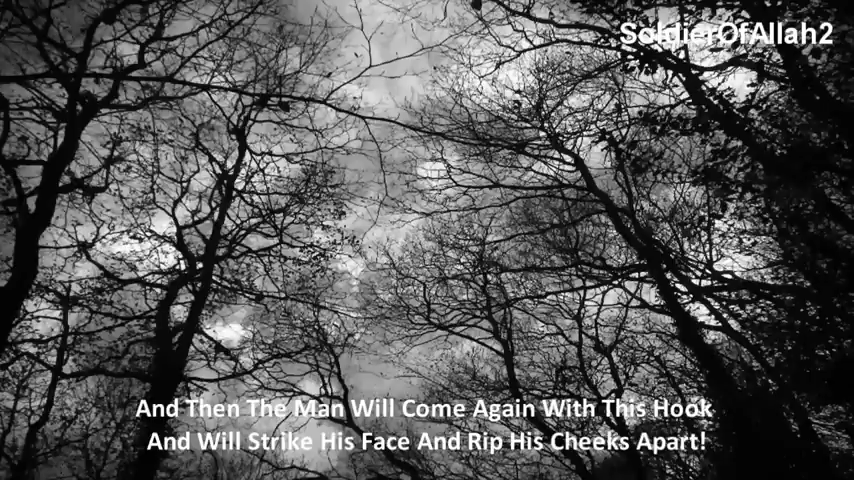 SoldierOfAllah2
And Then The Man Will Come Again With This Hook
And Will Strike His Face And Rip His Cheeks Apart!